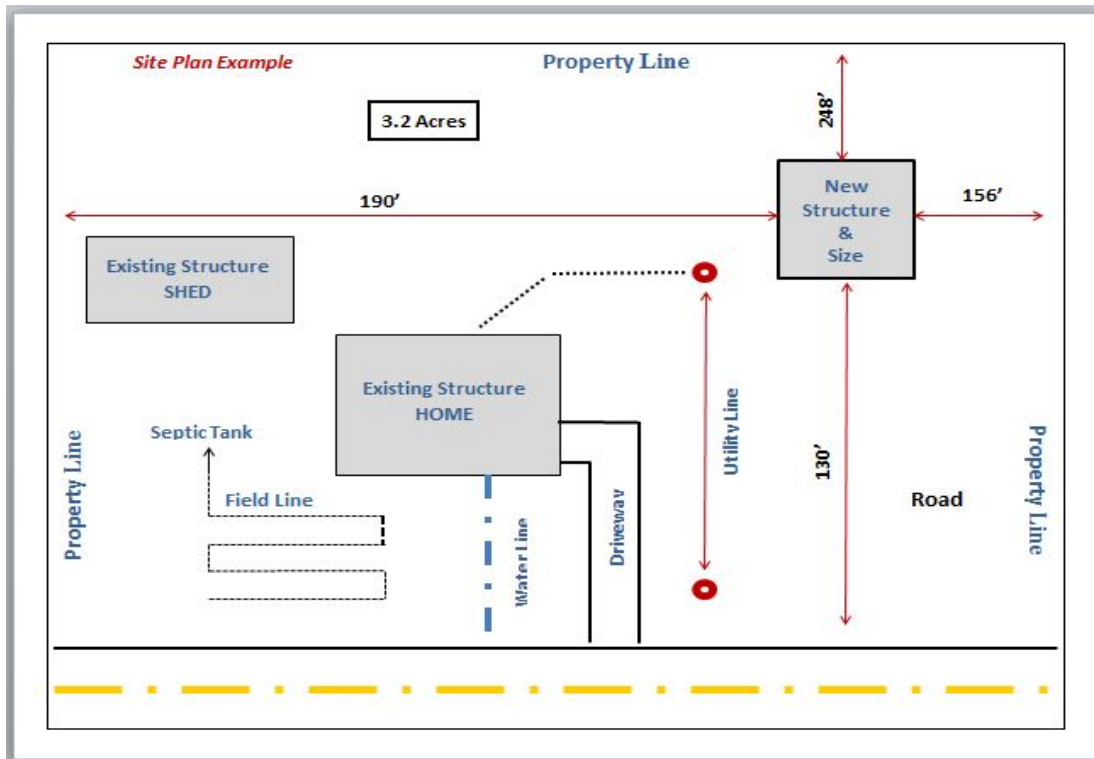 Site Plan Example
Property Line
3.2 Acres
248’
190’
New
Structure
&
Size
156’
Existing Structure
SHED
Existing Structure
HOME
Septic Tank
Field Line
Property Line
Water Line
Driveway
Utility Line
130’
Road
Property Line